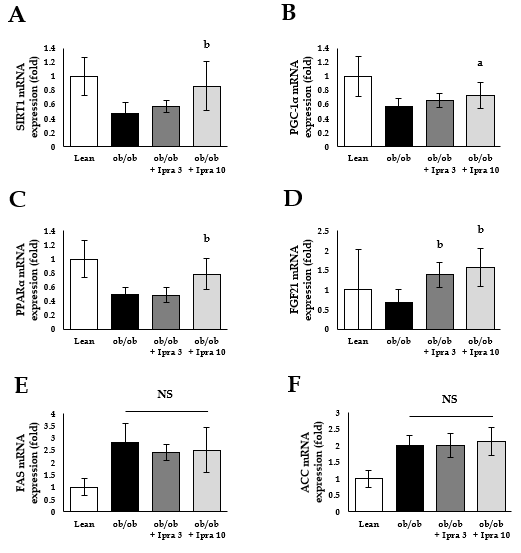 A
SIRT1 mRNA
expression (fold)
1.4
1.2
1
0.8
0.6
0.4
0.2
0
b
Lean
ob/ob
ob/ob
+ Ipra 3
ob/ob
+ Ipra 10
B
PGC-1α mRNA
expression (fold)
1.4
1.2
1
0.8
0.6
0.4
0.2
0
a
Lean
ob/ob
ob/ob
+ Ipra 3
ob/ob
+ Ipra 10
C
PPARα mRNA
expression (fold)
1.4
1.2
1
0.8
0.6
0.4
0.2
0
b
Lean
ob/ob
ob/ob
+ Ipra 3
ob/ob
+ Ipra 10
D
FGF21 mRNA
expression (fold)
2.5
2
1.5
1
0.5
0
b
b
Lean
ob/ob
ob/ob
+ Ipra 3
ob/ob
+ Ipra 10
E
FAS mRNA
expression (fold)
4
3.5
3
2.5
2
1.5
1
0.5
0
NS
Lean
ob/ob
ob/ob
+ Ipra 3
ob/ob
+ Ipra 10
F
ACC mRNA
expression (fold)
3
2.5
2
1.5
1
0.5
0
NS
Lean
ob/ob
ob/ob
+ Ipra 3
ob/ob
+ Ipra 10